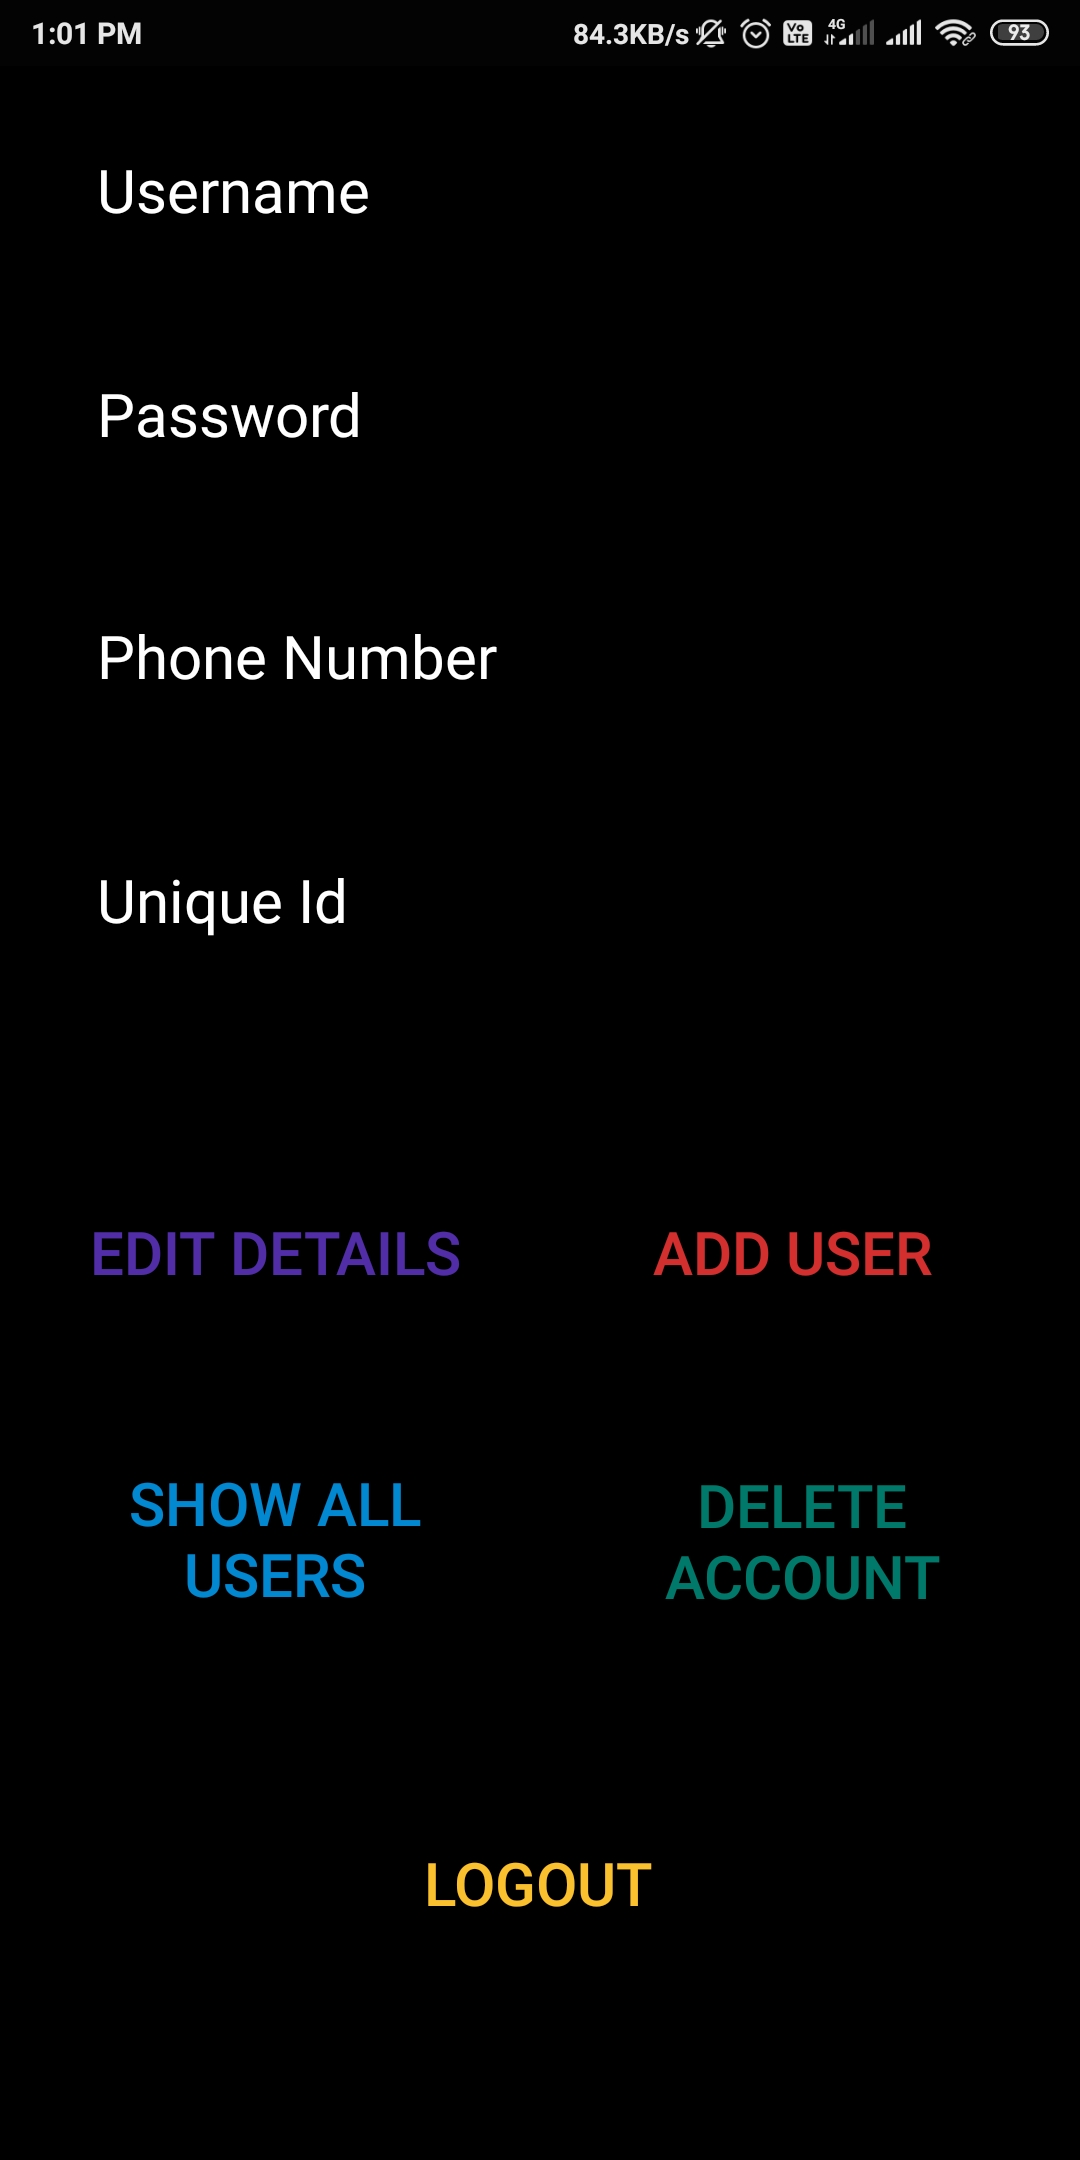 1:01 PM 84.3KB/s Vo LTE 4G 93
Username
Password
Phone Number
Unique Id
EDIT DETAILS ADD USER
SHOW ALL
USERS
DELETE
ACCOUNT
LOGOUT